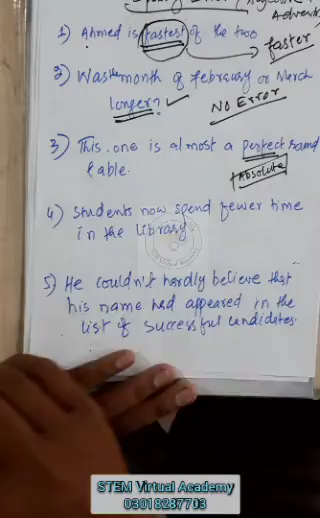 1) Ahmed is fastest of the two
faster
2) Was the month of february or March
longer?
No Error
3) This one is almost a perfect round
table.
Absolute
4) Students now spend fewer time
in the library.
5) He couldn't hardly believe that
his name had appeared in the
list of successful candidates.
STEM Virtual Academy
03018287703